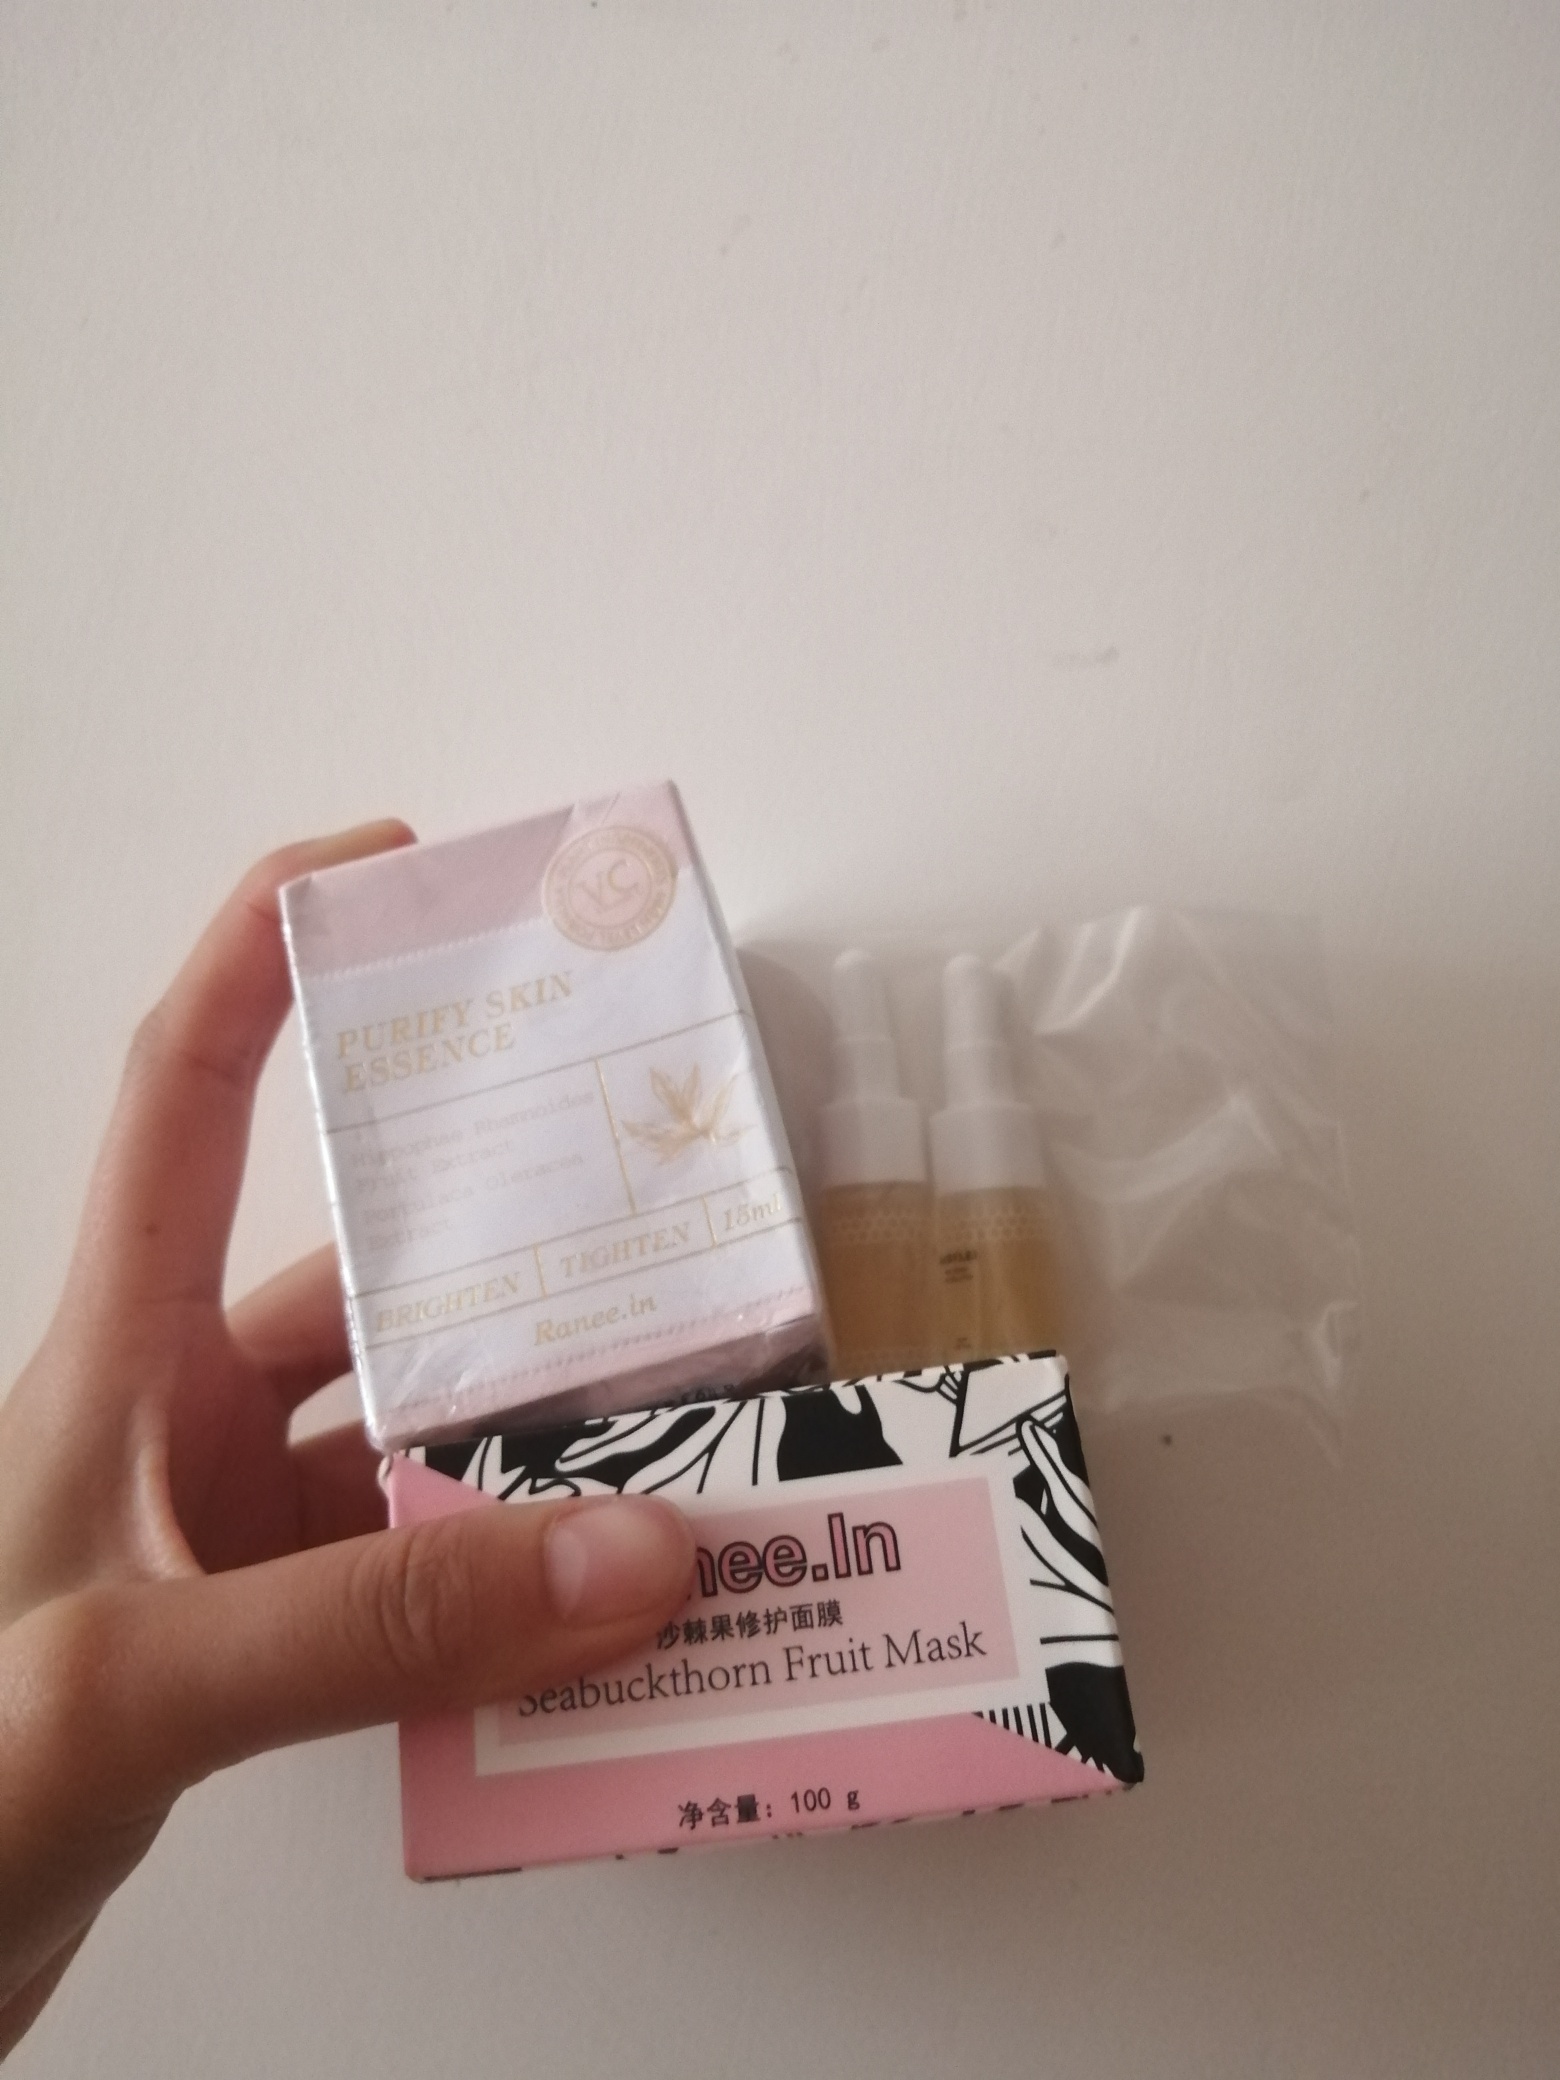 VC
PURIFY SKIN
ESSENCE
Hippophae Rhamnoides
Fruit Extract
Portulaca Oleracea
Extract
BRIGHTEN TIGHTEN 15ml
Ranee.in
nee.In
沙棘果修护面膜
Seabuckthorn Fruit Mask
净含量：100 g